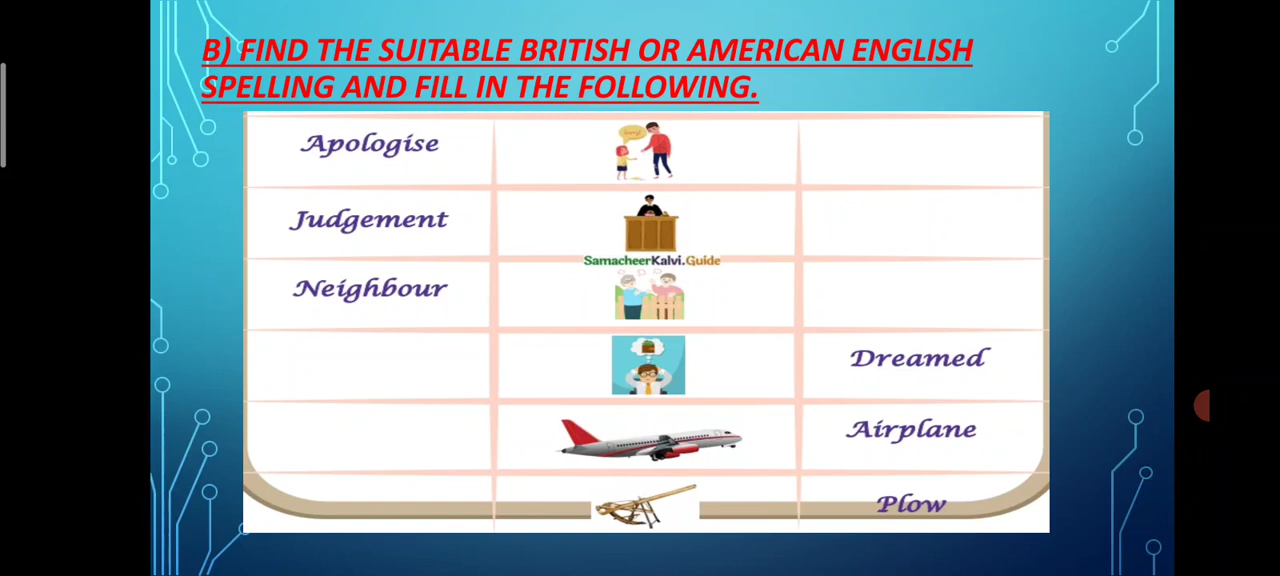 B) FIND THE SUITABLE BRITISH OR AMERICAN ENGLISH
SPELLING AND FILL IN THE FOLLOWING.
Apologise
Sorry!
Judgement
SamacheerKalvi.Guide
Neighbour
Dreamed
Airplane
Plow